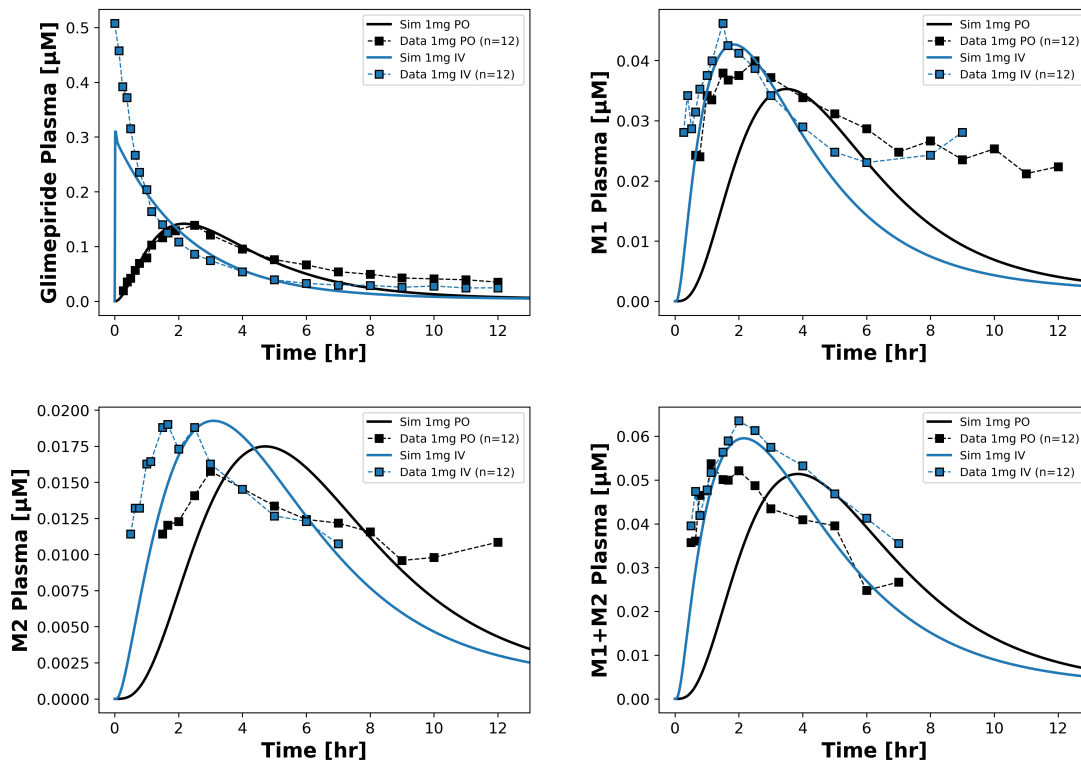 Glimepiride Plasma [µM]
0.5
0.4
0.3
0.2
0.1
0.0
Sim 1mg PO
Data 1mg PO (n=12)
Sim 1mg IV
Data 1mg IV (n=12)
0 2 4 6 8 10 12
Time [hr]
M1 Plasma [µM]
0.04
0.03
0.02
0.01
0.00
Sim 1mg PO
Data 1mg PO (n=12)
Sim 1mg IV
Data 1mg IV (n=12)
0 2 4 6 8 10 12
Time [hr]
M2 Plasma [µM]
0.0200
0.0175
0.0150
0.0125
0.0100
0.0075
0.0050
0.0025
0.0000
Sim 1mg PO
Data 1mg PO (n=12)
Sim 1mg IV
Data 1mg IV (n=12)
0 2 4 6 8 10 12
Time [hr]
M1+M2 Plasma [µM]
0.06
0.05
0.04
0.03
0.02
0.01
0.00
Sim 1mg PO
Data 1mg PO (n=12)
Sim 1mg IV
Data 1mg IV (n=12)
0 2 4 6 8 10 12
Time [hr]